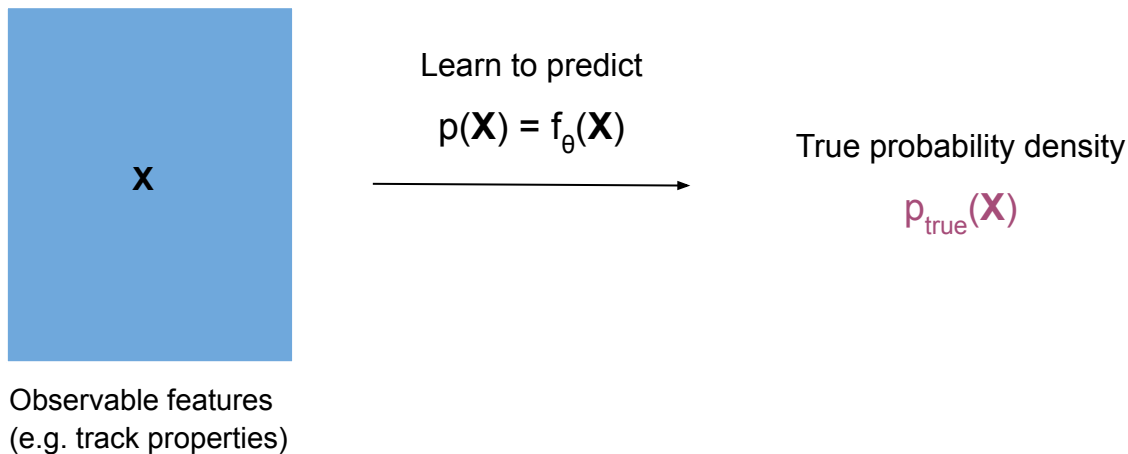 X
Observable features
(e.g. track properties)
Learn to predict
p(X) = fθ(X)
True probability density
ptrue(X)